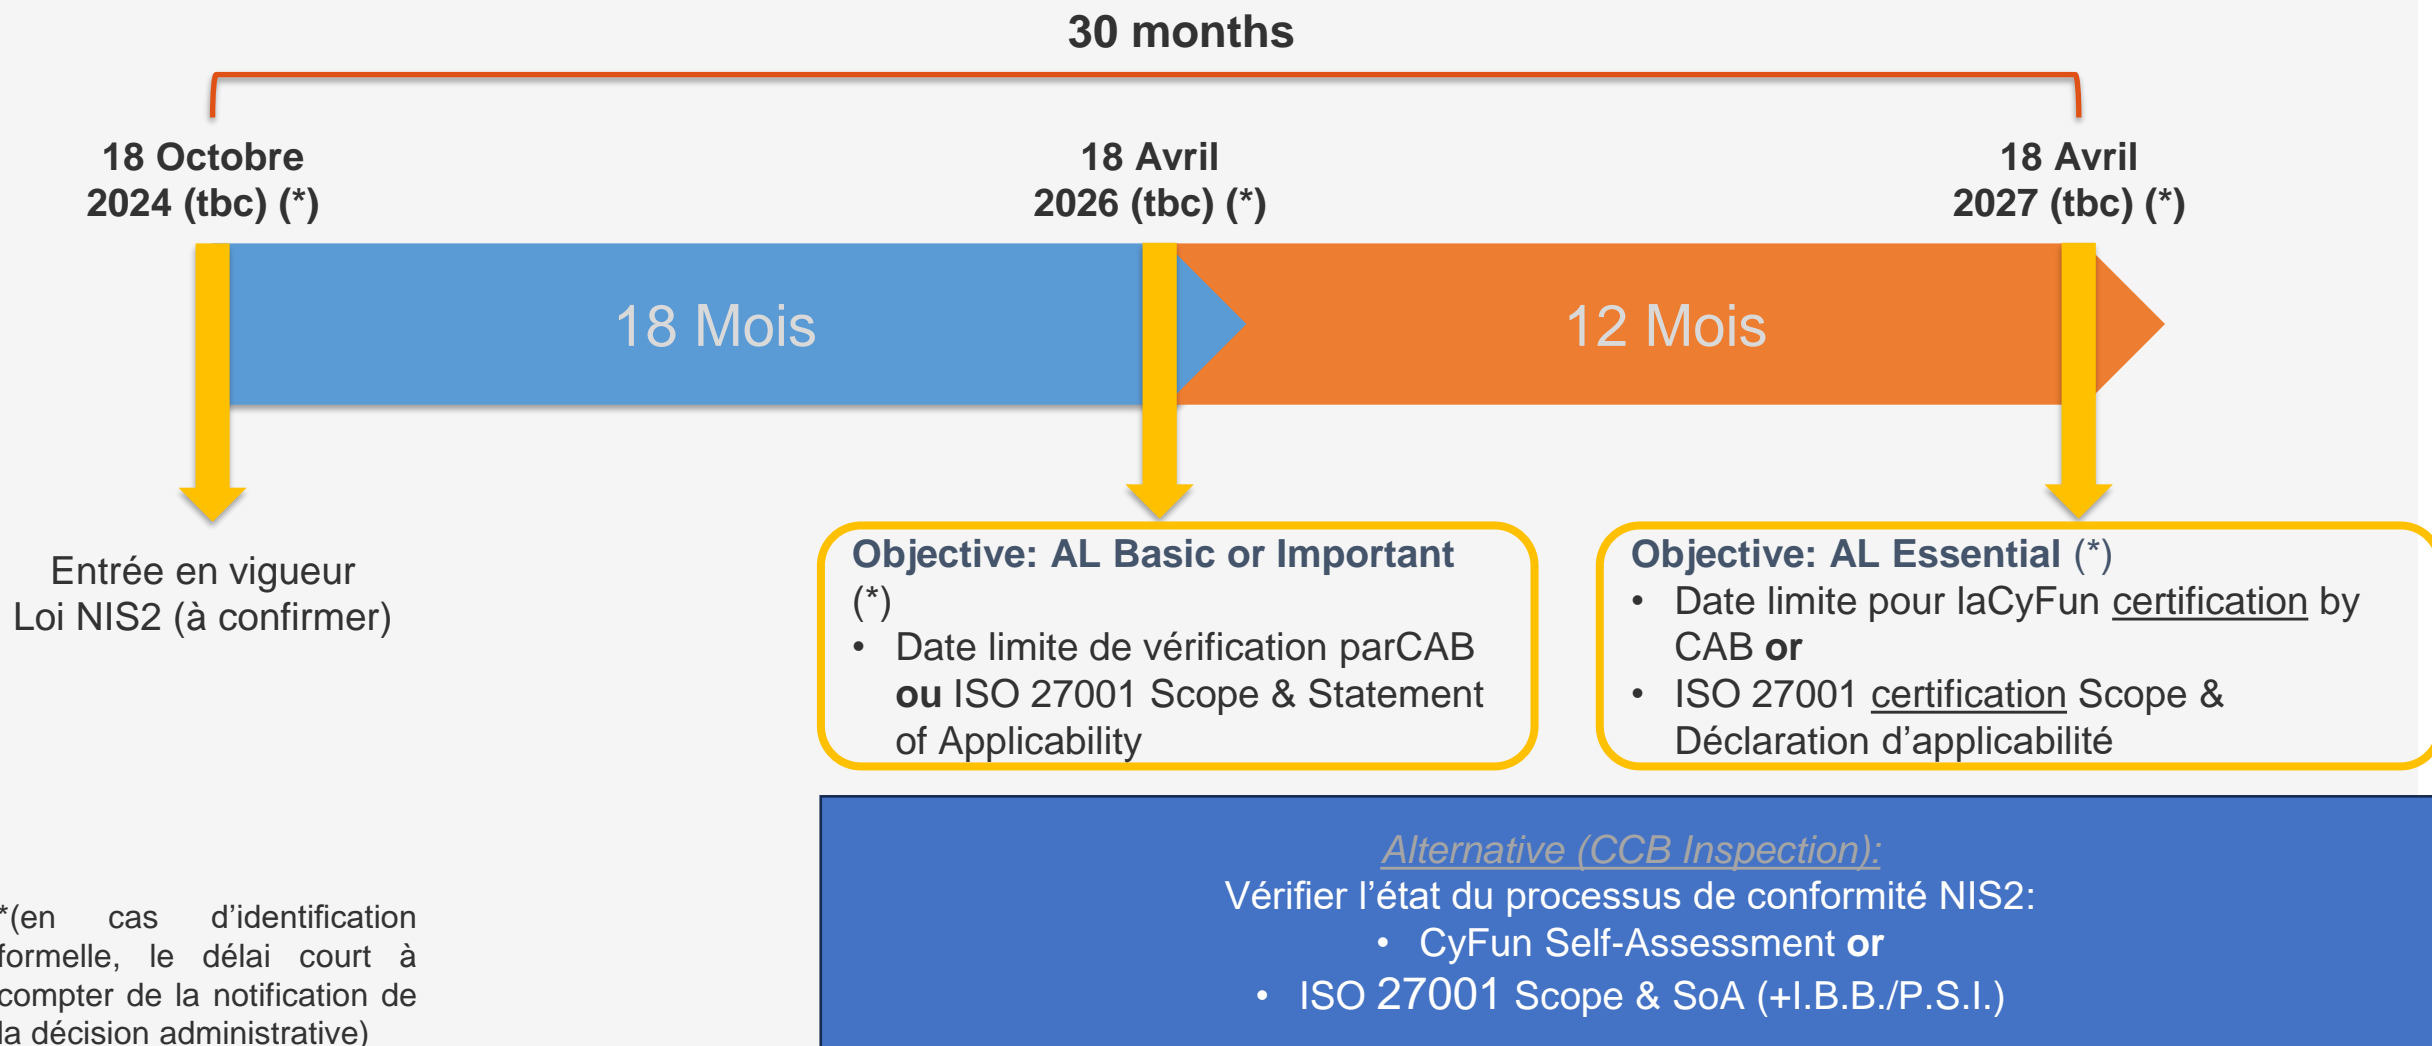 30 months
18 Octobre
2024 (tbc) (*)
18 Avril
2026 (tbc) (*)
18 Avril
2027 (tbc) (*)
18 Mois
12 Mois
Entrée en vigueur
Loi NIS2 (à confirmer)
Objective: AL Basic or Important
(*)
• Date limite de vérification parCAB
ou ISO 27001 Scope & Statement
of Applicability
Objective: AL Essential (*)
• Date limite pour laCyFun certification by
CAB or
• ISO 27001 certification Scope &
Déclaration d’applicabilité
Alternative (CCB Inspection):
Vérifier l’état du processus de conformité NIS2:
• CyFun Self-Assessment or
• ISO 27001 Scope & SoA (+I.B.B./P.S.I.)
*(en cas d’identification
formelle, le délai court à
compter de la notification de
la décision administrative)